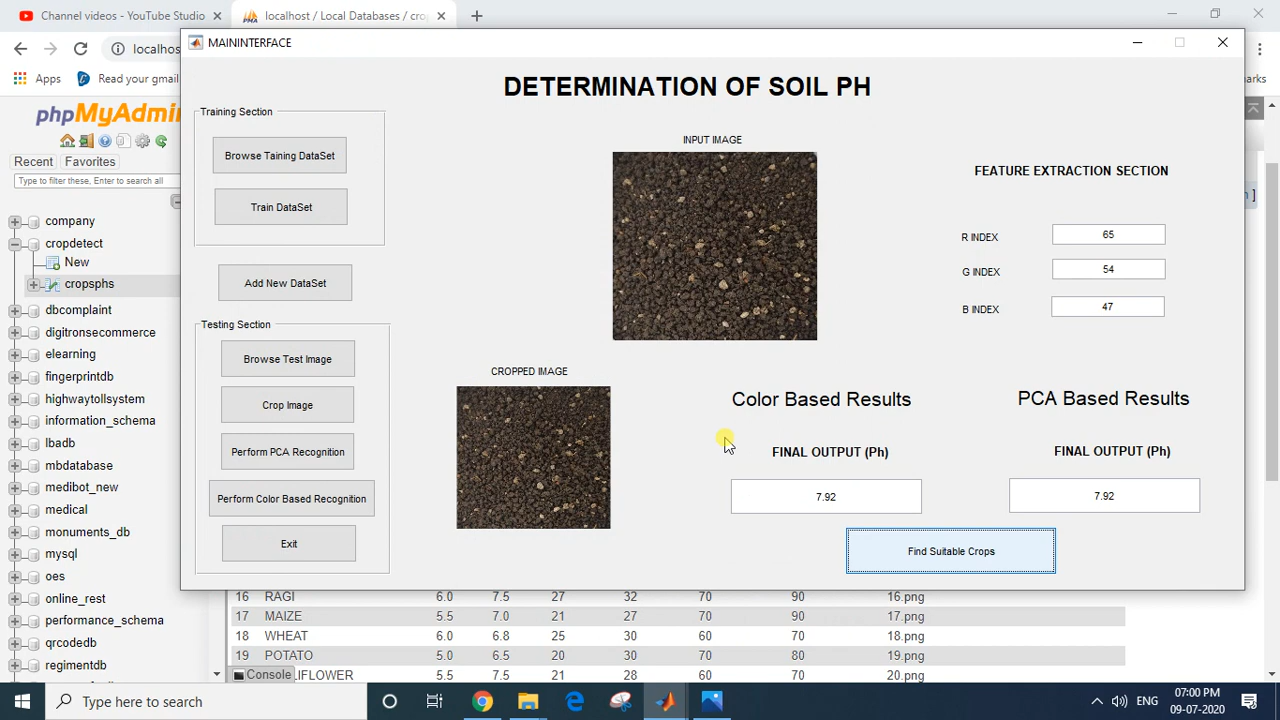 Channel videos - YouTube Studio
localhost / Local Databases / cro
localhos
Apps
Read your gmail
arks
phpMyAdmi
Recent
Favorites
Type to filter these, Enter to search all
company
cropdetect
New
cropsphs
dbcomplaint
digitronsecommerce
elearning
fingerprintdb
highwaytollsystem
information_schema
lbadb
mbdatabase
medibot_new
medical
monuments_db
mysql
oes
online_rest
performance_schema
qrcodedb
regimentdb
MAININTERFACE
DETERMINATION OF SOIL PH
Training Section
Browse Taining DataSet
Train DataSet
Add New DataSet
Testing Section
Browse Test Image
Crop Image
Perform PCA Recognition
Perform Color Based Recognition
Exit
INPUT IMAGE
CROPPED IMAGE
FEATURE EXTRACTION SECTION
R INDEX 65
G INDEX 54
B INDEX 47
Color Based Results
FINAL OUTPUT (Ph)
7.92
PCA Based Results
FINAL OUTPUT (Ph)
7.92
Find Suitable Crops
]
16 RAGI 6.0 7.5 27 32 70 90 16.png
17 MAIZE 5.5 7.0 21 27 70 90 17.png
18 WHEAT 6.0 6.8 25 30 60 70 18.png
19 POTATO 5.0 6.5 25 30 70 80 19.png
LIFLOWER 5.5 7.5 21 28 60 70 20.png
Console
Type here to search
ENG
07:00 PM
09-07-2020